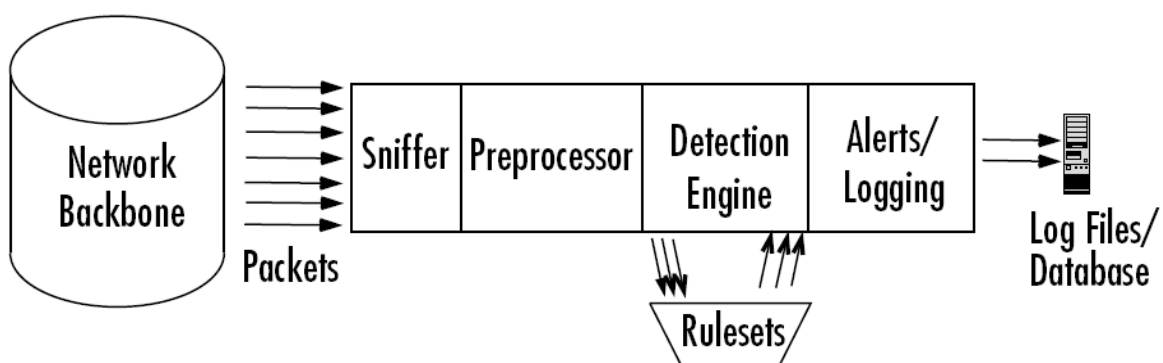 Network
Backbone
Packets
Sniffer
Preprocessor
Detection
Engine
Alerts/
Logging
Rulesets
Log Files/
Database